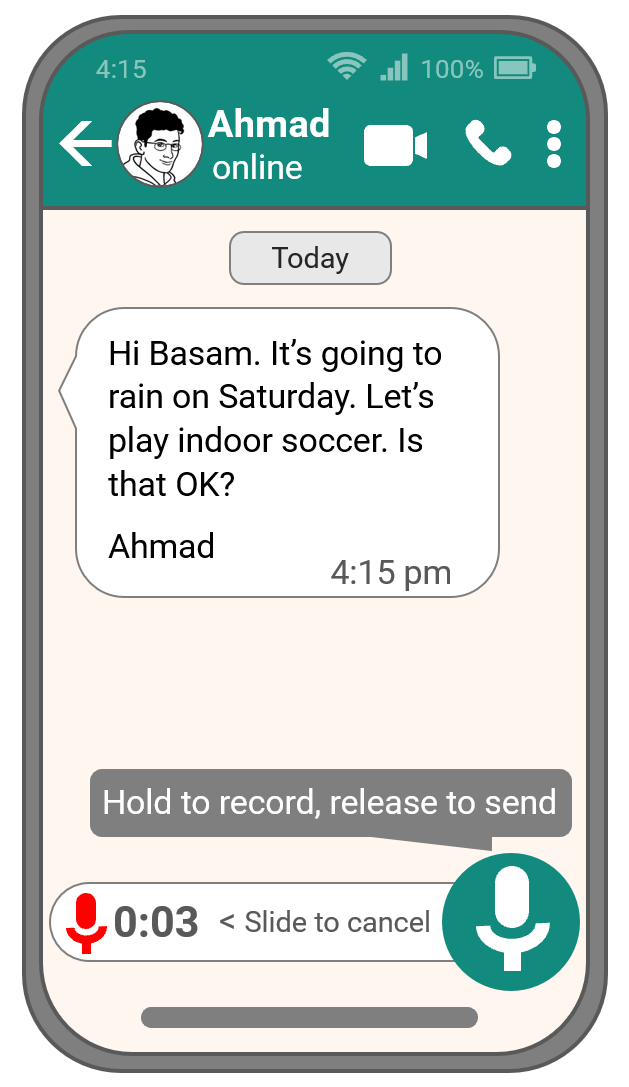 4:15 100%
Ahmad
online
Today
Hi Basam. It’s going to
rain on Saturday. Let’s
play indoor soccer. Is
that OK?
Ahmad
4:15 pm
Hold to record, release to send
0:03 < Slide to cancel